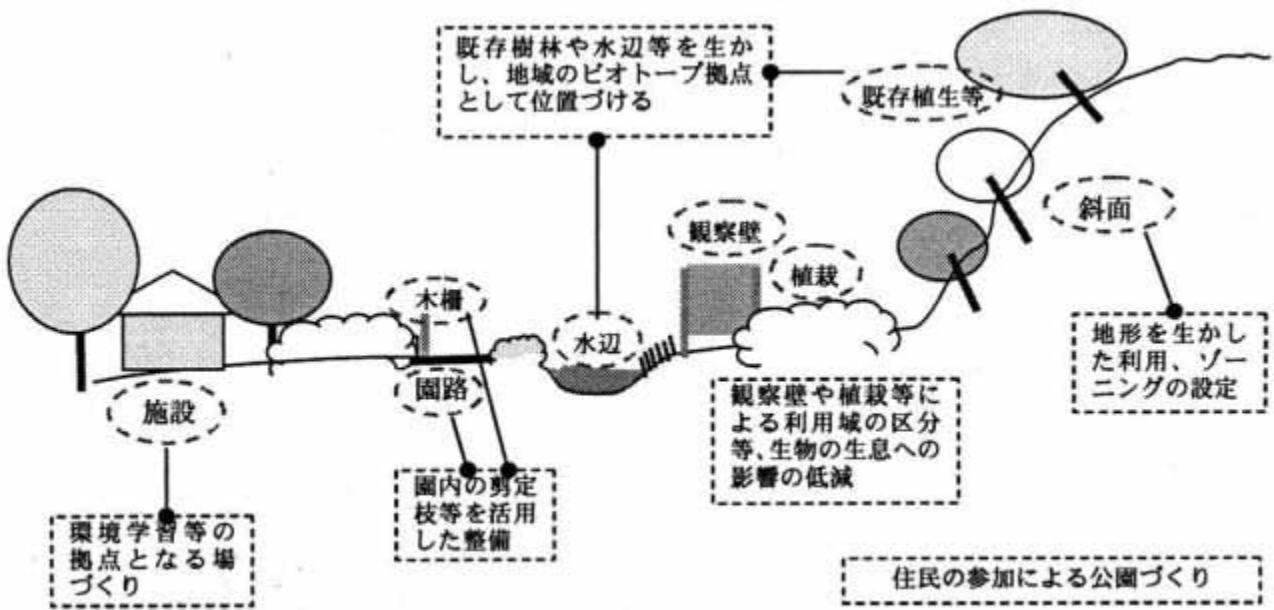 既存樹林や水辺等を生か
し、地域のビオトープ拠点
として位置づける
既存植生等
斜面
観察壁
植栽
木柵
水辺
園路
施設
地形を生かし
た利用、ゾー
ニングの設定
観察壁や植栽等に
よる利用域の区分
等、生物の生息への
影響の低減
園内の剪定
枝等を活用
した整備
環境学習等の
拠点となる場
づくり
住民の参加による公園づくり